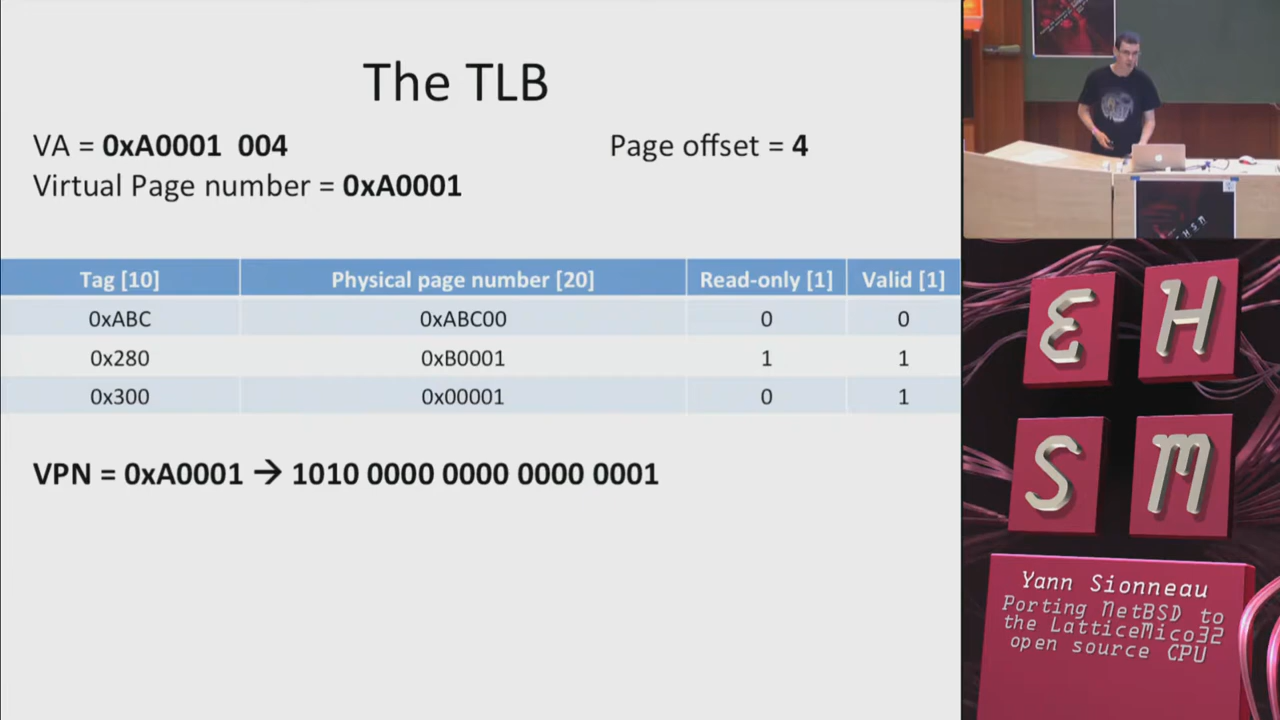 The TLB
VA = 0xA0001 004
Page offset = 4
Virtual Page number = 0xA0001
Tag [10] Physical page number [20] Read-only [1] Valid [1]
0xABC 0xABC00 0 0
0x280 0xB0001 1 1
0x300 0x00001 0 1
VPN = 0xA0001 → 1010 0000 0000 0000 0001
E H
S M
Yann Sionneau
Porting NetBSD to
the LatticeMico32
open source CPU